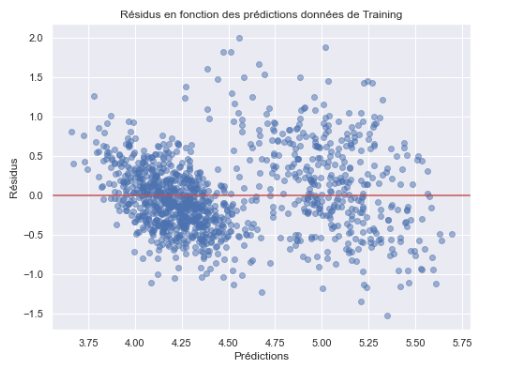 Résidus en fonction des prédictions données de Training
Résidus
2.0
1.5
1.0
0.5
0.0
−0.5
−1.0
−1.5
3.75 4.00 4.25 4.50 4.75 5.00 5.25 5.50 5.75
Prédictions